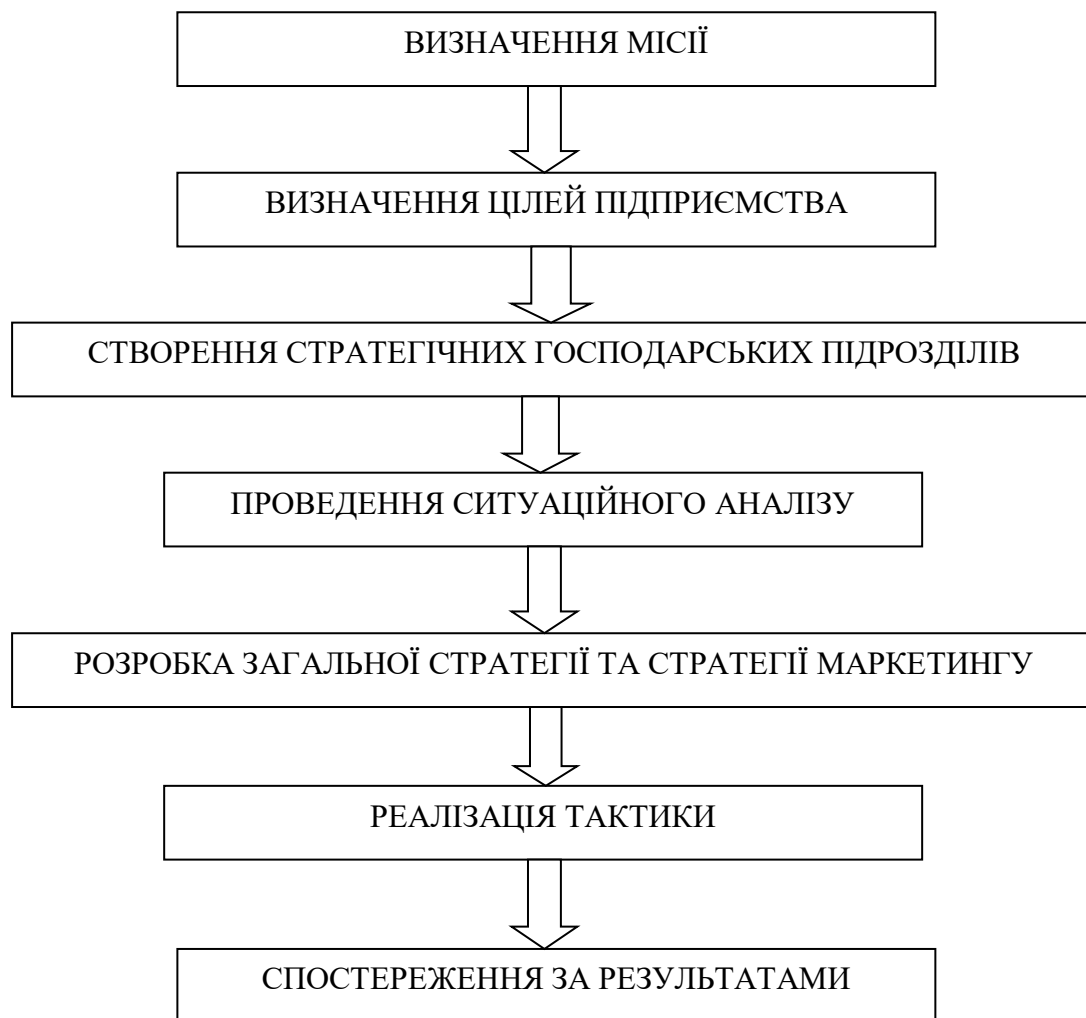 ВИЗНАЧЕННЯ МІСІЇ
ВИЗНАЧЕННЯ ЦІЛЕЙ ПІДПРИЄМСТВА
СТВОРЕННЯ СТРАТЕГІЧНИХ ГОСПОДАРСЬКИХ ПІДРОЗДІЛІВ
ПРОВЕДЕННЯ СИТУАЦІЙНОГО АНАЛІЗУ
РОЗРОБКА ЗАГАЛЬНОЇ СТРАТЕГІЇ ТА СТРАТЕГІЇ МАРКЕТИНГУ
РЕАЛІЗАЦІЯ ТАКТИКИ
СПОСТЕРЕЖЕННЯ ЗА РЕЗУЛЬТАТАМИ